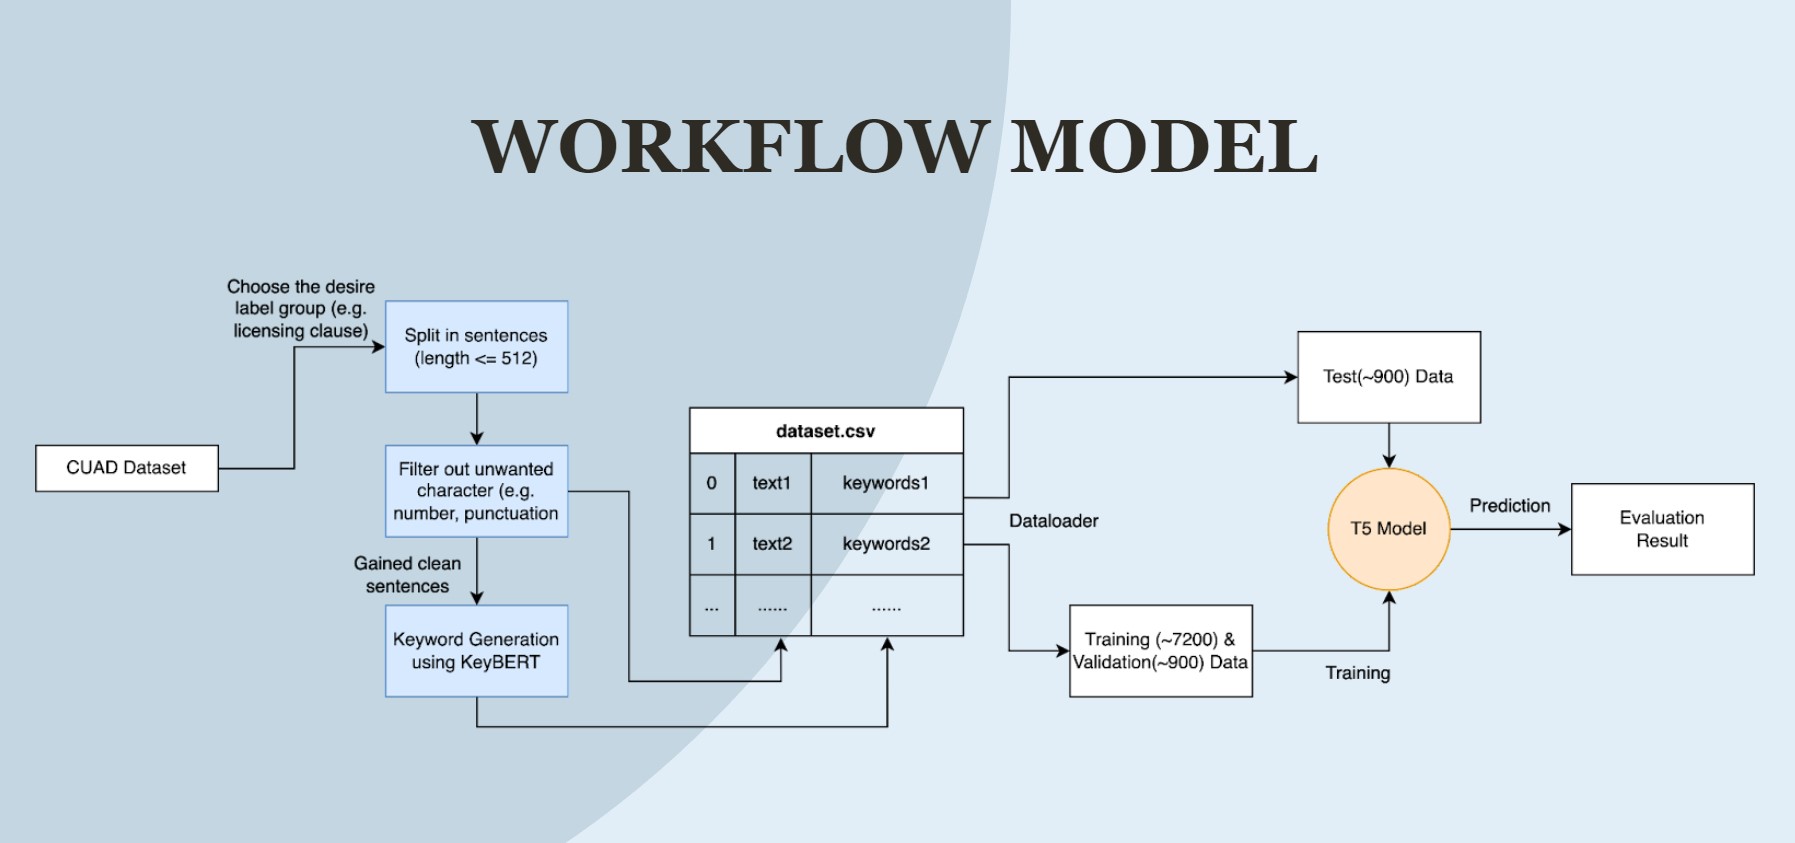 WORKFLOW MODEL
Choose the desire
label group (e.g.
licensing clause)
CUAD Dataset
Split in sentences
(length <= 512)
Filter out unwanted
character (e.g.
number, punctuation
Gained clean
sentences
Keyword Generation
using KeyBERT
dataset.csv
0 text1 keywords1
1 text2 keywords2
... ...... ......
Dataloader
Test(~900) Data
Training (~7200) &
Validation(~900) Data
Training
T5 Model
Prediction
Evaluation
Result